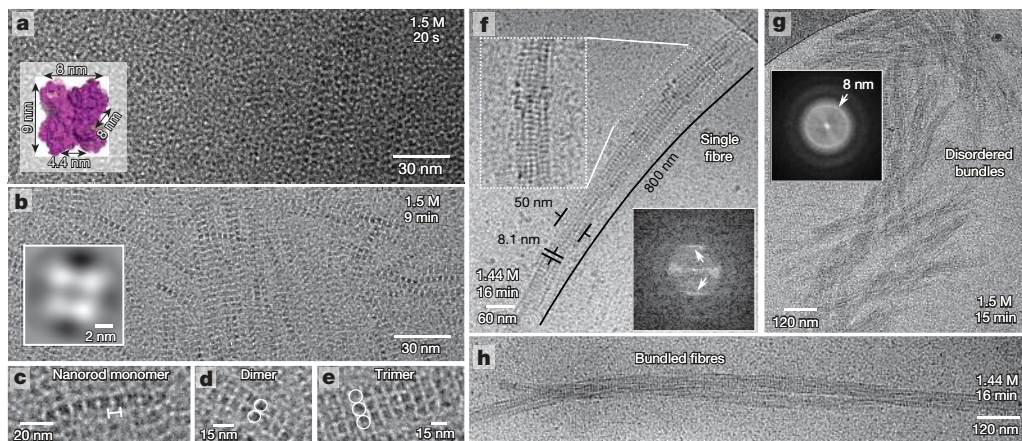 a
1.5 M
20 s
8 nm
9 nm
8 nm
4.4 nm
30 nm
b
1.5 M
9 min
2 nm
30 nm
c
Nanorod monomer
20 nm
d
Dimer
15 nm
e
Trimer
15 nm
f
Single
fibre
800 nm
50 nm
8.1 nm
1.44 M
16 min
60 nm
g
8 nm
Disordered
bundles
120 nm
1.5 M
15 min
h
Bundled fibres
1.44 M
16 min
120 nm